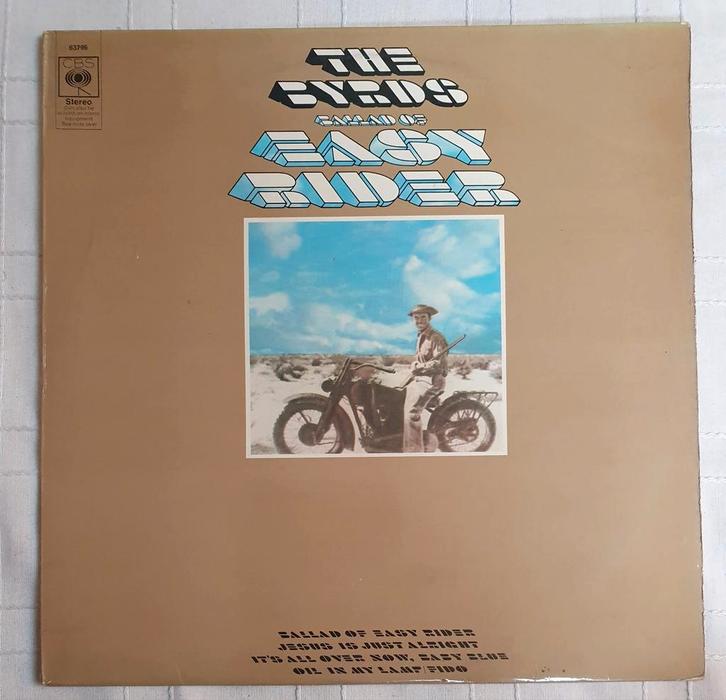 63795
CBS
Stereo
THE
BYRDS
BALLAD OF
EASY
RIDER
BALLAD OF EASY RIDER
JESUS IS JUST ALRIGHT
IT'S ALL OVER NOW, BABY BLUE
OIL IN MY LAMP/FIDO